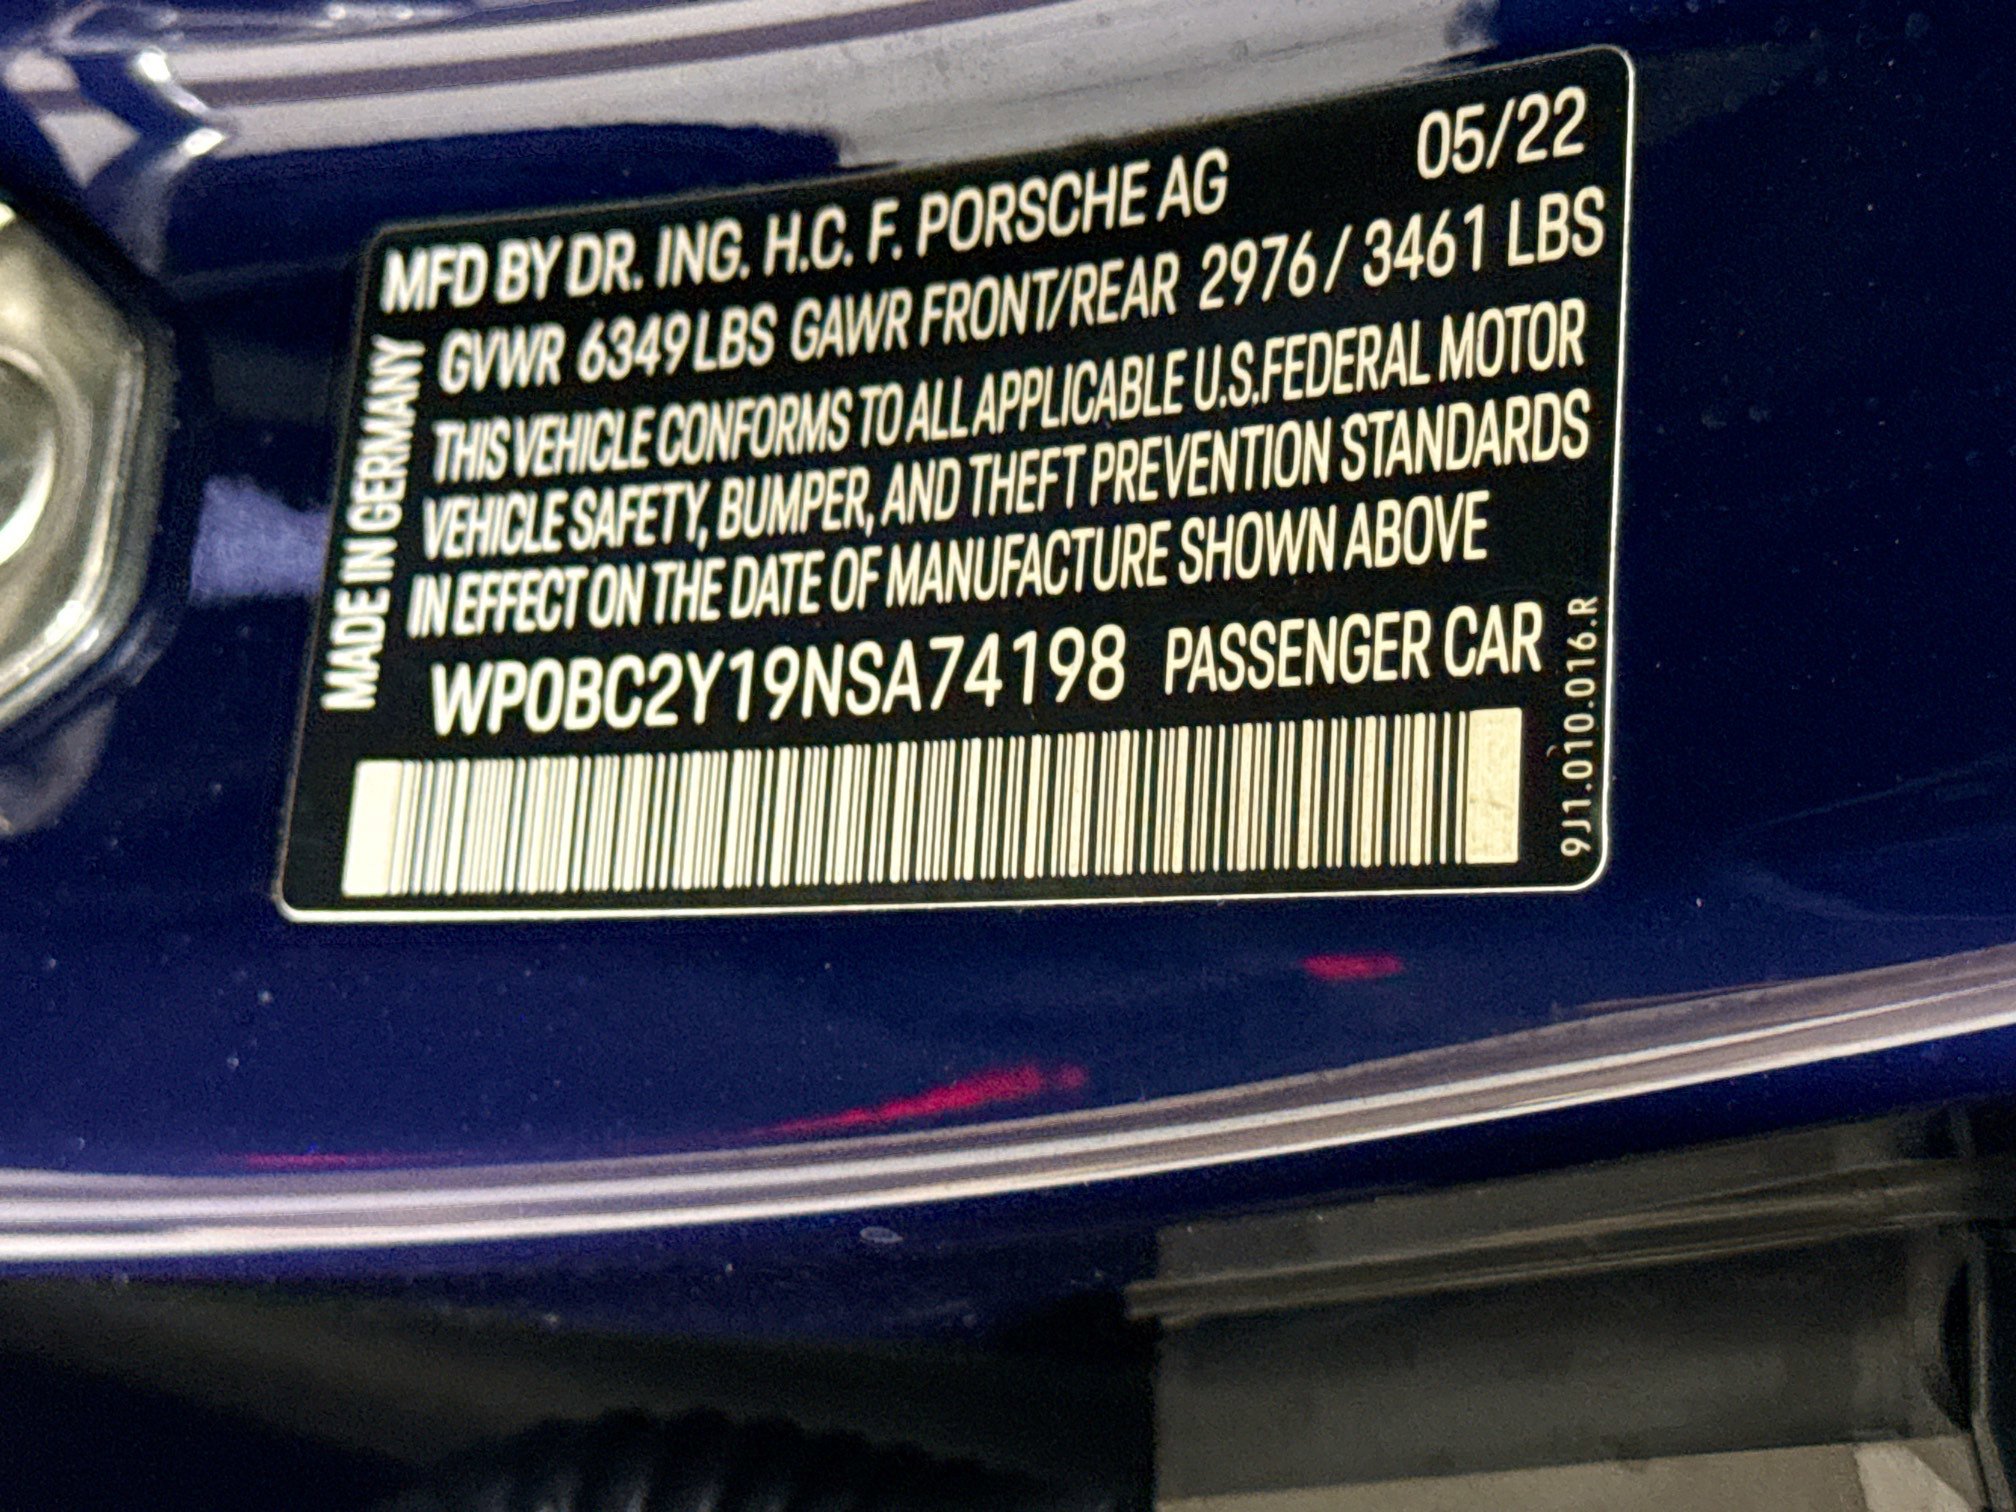 05/22
MFD BY DR. ING. H.C. F. PORSCHE AG
GVWR 6349 LBS GAWR FRONT/REAR 2976 / 3461 LBS
THIS VEHICLE CONFORMS TO ALL APPLICABLE U.S.FEDERAL MOTOR
VEHICLE SAFETY, BUMPER, AND THEFT PREVENTION STANDARDS
IN EFFECT ON THE DATE OF MANUFACTURE SHOWN ABOVE
WP0BC2Y19NSA74198 PASSENGER CAR
MADE IN GERMANY
9J1.010.016.R